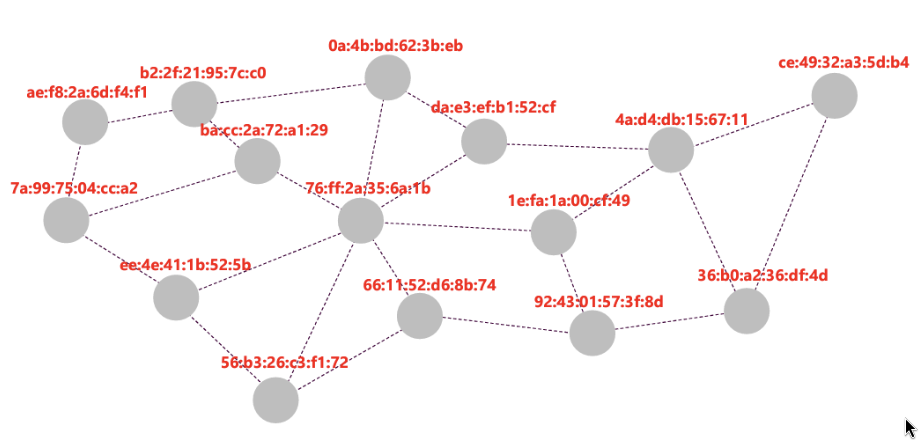 0a:4b:bd:62:3b:eb
ce:49:32:a3:5d:b4
b2:2f:21:95:7c:c0
ae:f8:2a:6d:f4:f1
da:e3:ef:b1:52:cf
4a:d4:db:15:67:11
ba:cc:2a:72:a1:29
7a:99:75:04:cc:a2
76:ff:2a:35:6a:1b
1e:fa:1a:00:cf:49
ee:4e:41:1b:52:5b
36:b0:a2:36:df:4d
66:11:52:d6:8b:74
92:43:01:57:3f:8d
56:b3:26:c3:f1:72